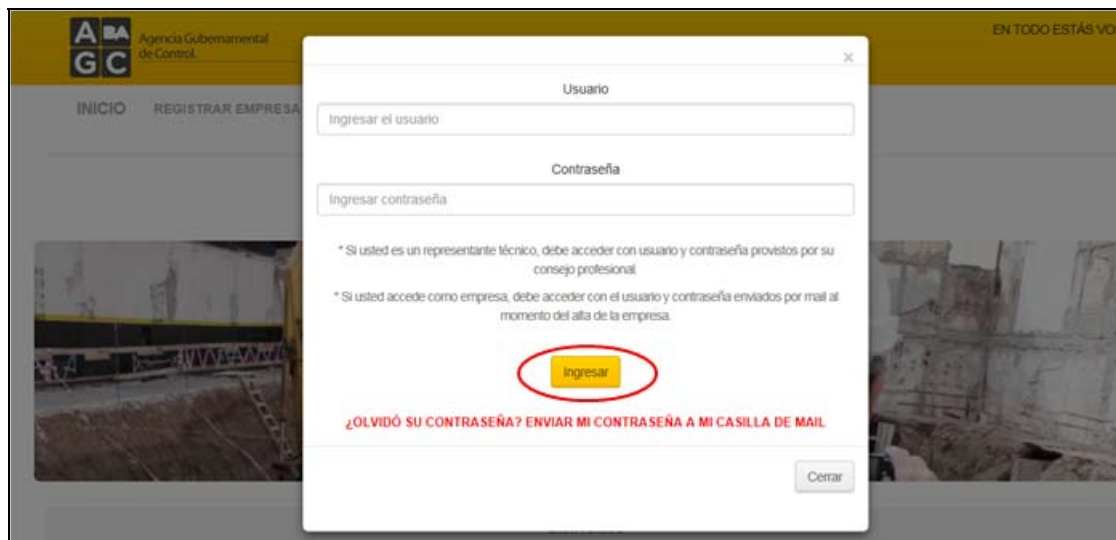 A BA
G C
Agencia Gubernamental
de Control.
EN TODO ESTÁS
INICIO REGISTRAR EMPRESA
×
Usuario
Ingresar el usuario
Contraseña
Ingresar contraseña
* Si usted es un representante técnico, debe acceder con usuario y contraseña provistos por su
consejo profesional.
* Si usted accede como empresa, debe acceder con el usuario y contraseña enviados por mail al
momento del alta de la empresa.
Ingresar
¿OLVIDÓ SU CONTRASEÑA? ENVIAR MI CONTRASEÑA A MI CASILLA DE MAIL
Cerrar